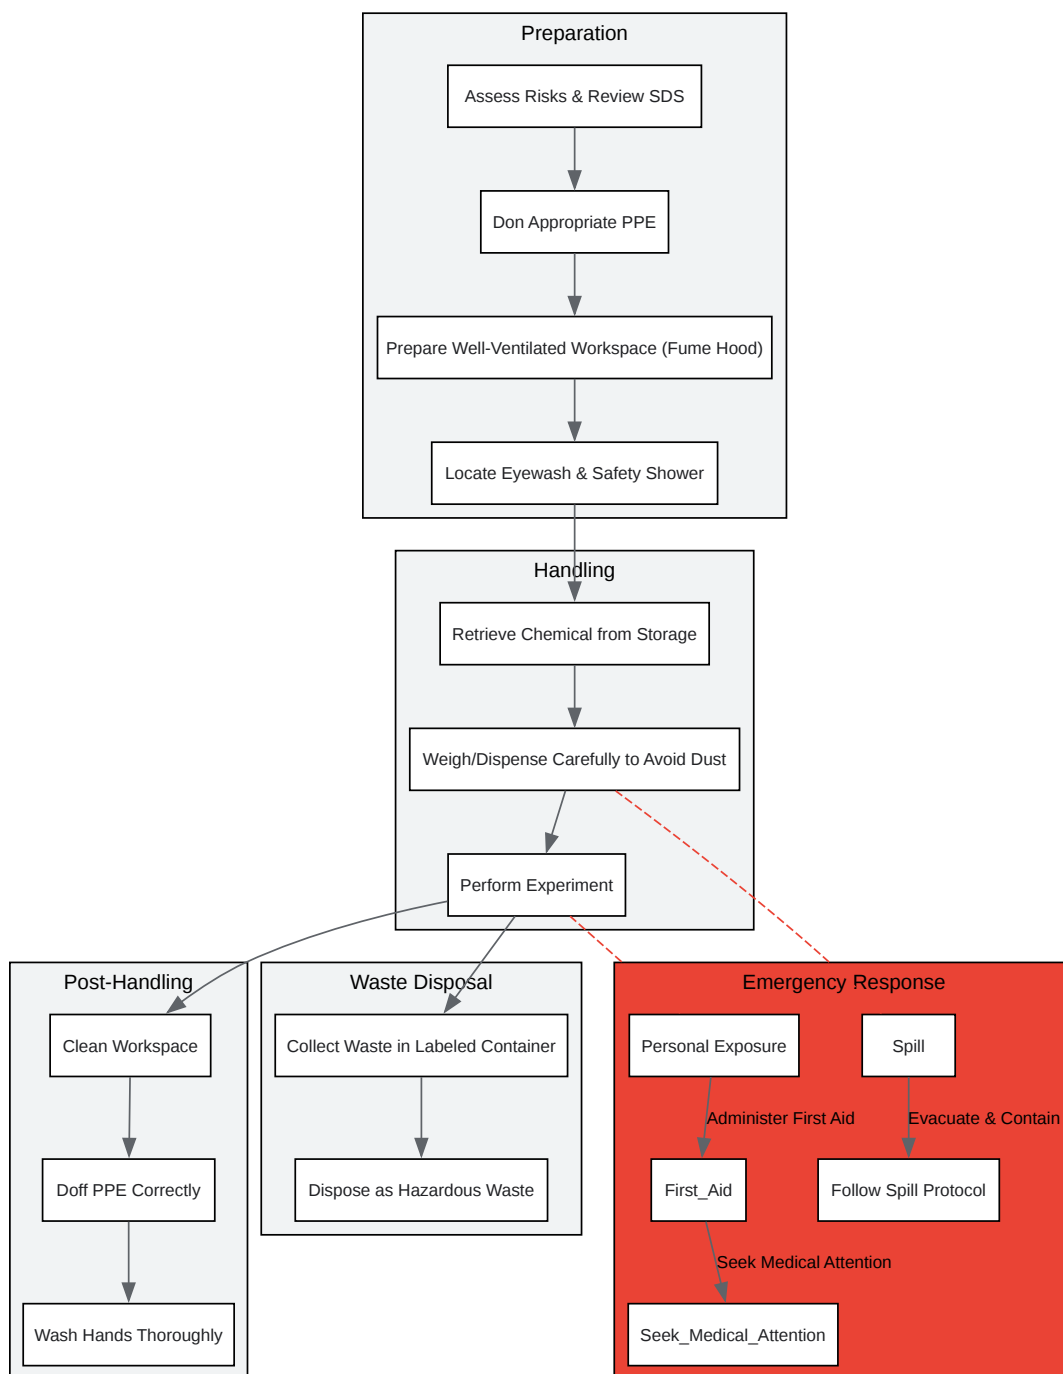 Preparation
Assess Risks & Review SDS
Don Appropriate PPE
Prepare Well-Ventilated Workspace (Fume Hood)
Locate Eyewash & Safety Shower
Handling
Retrieve Chemical from Storage
Weigh/Dispense Carefully to Avoid Dust
Perform Experiment
Post-Handling
Clean Workspace
Doff PPE Correctly
Wash Hands Thoroughly
Waste Disposal
Collect Waste in Labeled Container
Dispose as Hazardous Waste
Emergency Response
Personal Exposure
Administer First Aid
First_Aid
Seek Medical Attention
Seek_Medical_Attention
Spill
Evacuate & Contain
Follow Spill Protocol